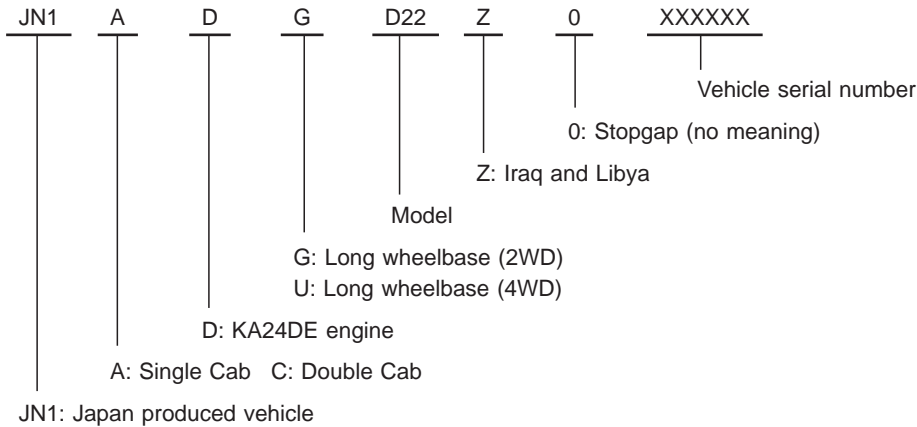 JN1 A D G D22 Z 0 XXXXXX
Vehicle serial number
0: Stopgap (no meaning)
Z: Iraq and Libya
Model
G: Long wheelbase (2WD)
U: Long wheelbase (4WD)
D: KA24DE engine
A: Single Cab C: Double Cab
JN1: Japan produced vehicle